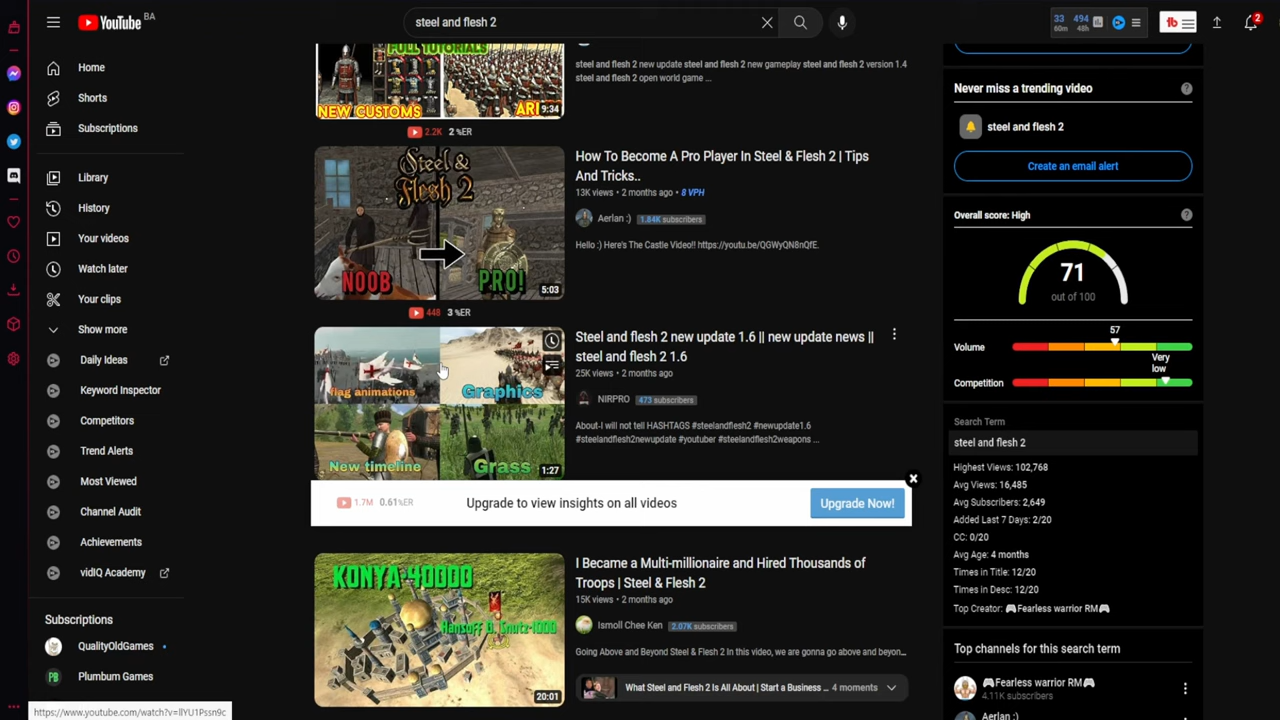 YouTube BA
steel and flesh 2
33 494
60m 48h
tb
2
Home
Shorts
Subscriptions
Library
History
Your videos
Watch later
Your clips
Show more
Daily Ideas
Keyword Inspector
Competitors
Trend Alerts
Most Viewed
Channel Audit
Achievements
vidIQ Academy
Subscriptions
QualityOldGames
PB Plumbum Games
https://www.youtube.com/watch?v=llYU1Pssn9c
FULL TUTORIALS
NEW CUSTOMS
ARI
9:34
steel and flesh 2 new update steel and flesh 2 new gameplay steel and flesh 2 version 1.4
steel and flesh 2 open world game ...
2.2K 2 %ER
Steel &
Flesh 2
NOOB
PRO!
5:03
How To Become A Pro Player In Steel & Flesh 2 | Tips
And Tricks..
13K views • 2 months ago • 8 VPH
Aerlan :) 1.84K subscribers
Hello :) Here's The Castle Video!! https://youtu.be/QGWyQN8nQfE.
448 3 %ER
flag animations
Graphics
New timeline
Grass
1:27
Steel and flesh 2 new update 1.6 || new update news ||
steel and flesh 2 1.6
25K views • 2 months ago
NIRPRO 473 subscribers
About-I will not tell HASHTAGS #steelandflesh2 #newupdate1.6
#steelandflesh2newupdate #youtuber #steelandflesh2weapons ...
1.7M 0.61%ER
Upgrade to view insights on all videos
Upgrade Now!
KONYA-40000
Hansoff D. Gnutz-1000
20:01
I Became a Multi-millionaire and Hired Thousands of
Troops | Steel & Flesh 2
15K views • 2 months ago
Ismoll Chee Ken 2.07K subscribers
Going Above and Beyond Steel & Flesh 2 In this video, we are gonna go above and beyon...
What Steel and Flesh 2 Is All About | Start a Business ... 4 moments
Never miss a trending video
steel and flesh 2
Create an email alert
Overall score: High
71
out of 100
57
Volume
Very
low
Competition
Search Term
steel and flesh 2
Highest Views: 102,768
Avg Views: 16,485
Avg Subscribers: 2,649
Added Last 7 Days: 2/20
CC: 0/20
Avg Age: 4 months
Times in Title: 12/20
Times in Desc: 12/20
Top Creator: 🎮Fearless warrior RM🎮
Top channels for this search term
🎮Fearless warrior RM🎮
4.11K subscribers
Aerlan :)